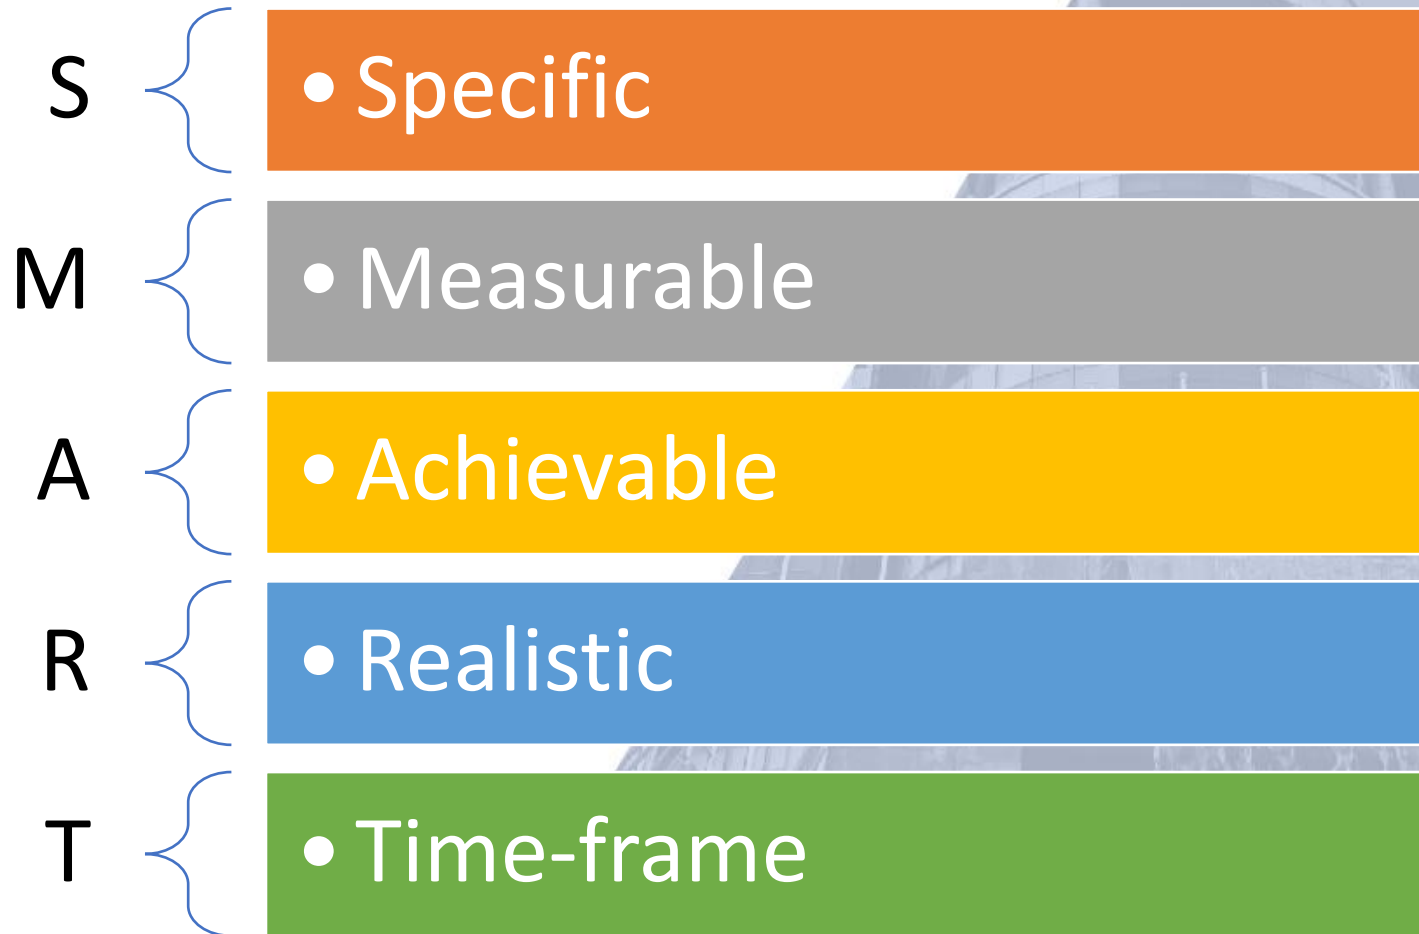 S
• Specific
M
• Measurable
A
• Achievable
R
• Realistic
T
• Time-frame